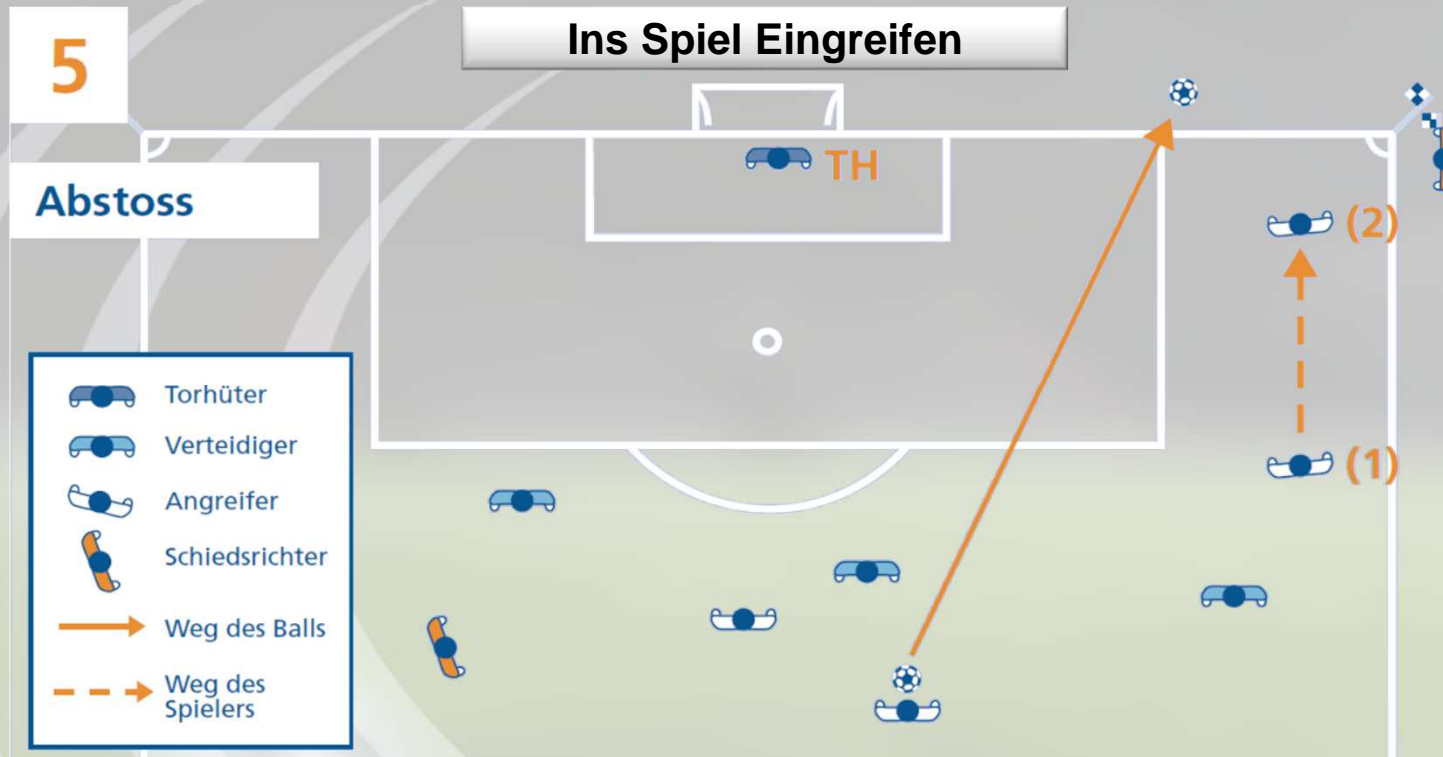 5
Ins Spiel Eingreifen
Abstoss
TH
(2)
(1)
Torhüter
Verteidiger
Angreifer
Schiedsrichter
Weg des Balls
Weg des
Spielers